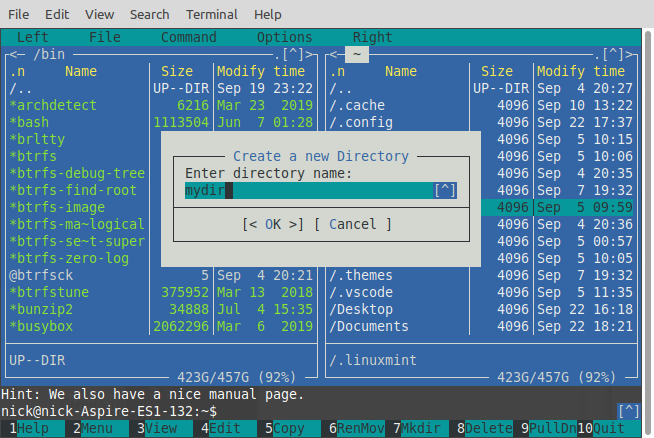 File Edit View Search Terminal Help
Left File Command Options Right
<— /bin .[^]> <— ~ .[^]>
.n Name Size Modify time .n Name Size Modify time
/.. UP--DIR Sep 19 23:22 /.. UP--DIR Sep 4 20:27
*archdetect 6216 Mar 23 2019 /.cache 4096 Sep 10 13:22
*bash 1113504 Jun 7 01:28 /.config 4096 Sep 22 17:37
*brltty 4096 Sep 5 10:15
*btrfs Create a new Directory 4096 Sep 5 10:06
*btrfs-debug-tree Enter directory name: 4096 Sep 4 20:35
*btrfs-find-root mydir [^] 4096 Sep 7 19:32
*btrfs-image 4096 Sep 5 09:59
*btrfs-ma~logical [< OK >] [ Cancel ] 4096 Sep 4 20:36
*btrfs-se~t-super 4096 Sep 5 00:57
*btrfs-zero-log 4096 Sep 5 10:05
@btrfsck 5 Sep 4 20:21 /.themes 4096 Sep 7 19:32
*btrfstune 375952 Mar 13 2018 /.vscode 4096 Sep 5 11:35
*bunzip2 34888 Jul 4 15:35 /Desktop 4096 Sep 22 16:18
*busybox 2062296 Mar 6 2019 /Documents 4096 Sep 22 18:21
UP--DIR /.linuxmint
423G/457G (92%) 423G/457G (92%)
Hint: We also have a nice manual page.
nick@nick-Aspire-ES1-132:~$ [^]
1Help 2Menu 3View 4Edit 5Copy 6RenMov 7Mkdir 8Delete 9PullDn 10Quit